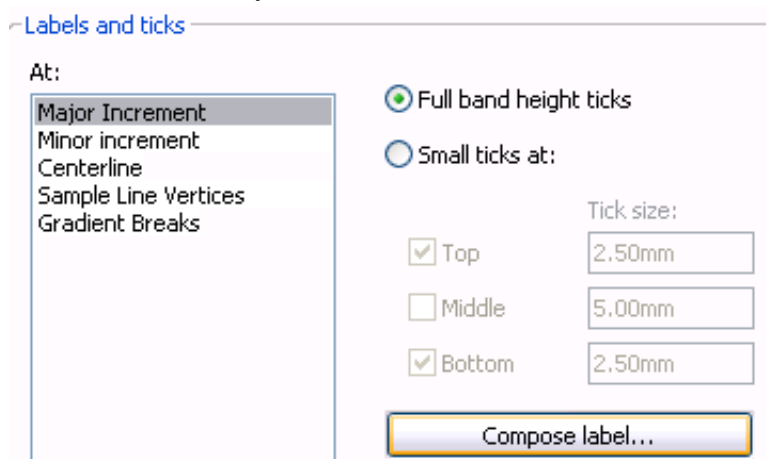 Labels and ticks
At:
Major Increment
Minor increment
Centerline
Sample Line Vertices
Gradient Breaks
Full band height ticks
Small ticks at:
Tick size:
Top 2.50mm
Middle 5.00mm
Bottom 2.50mm
Compose label...